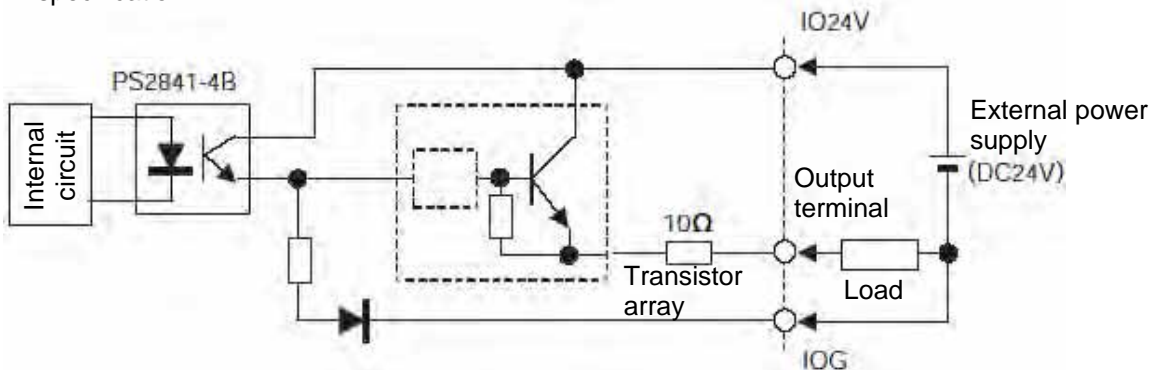 IO24V
PS2841-4B
Internal
circuit
External power
supply
(DC24V)
Output
terminal
10Ω
Transistor
array
Load
IOG